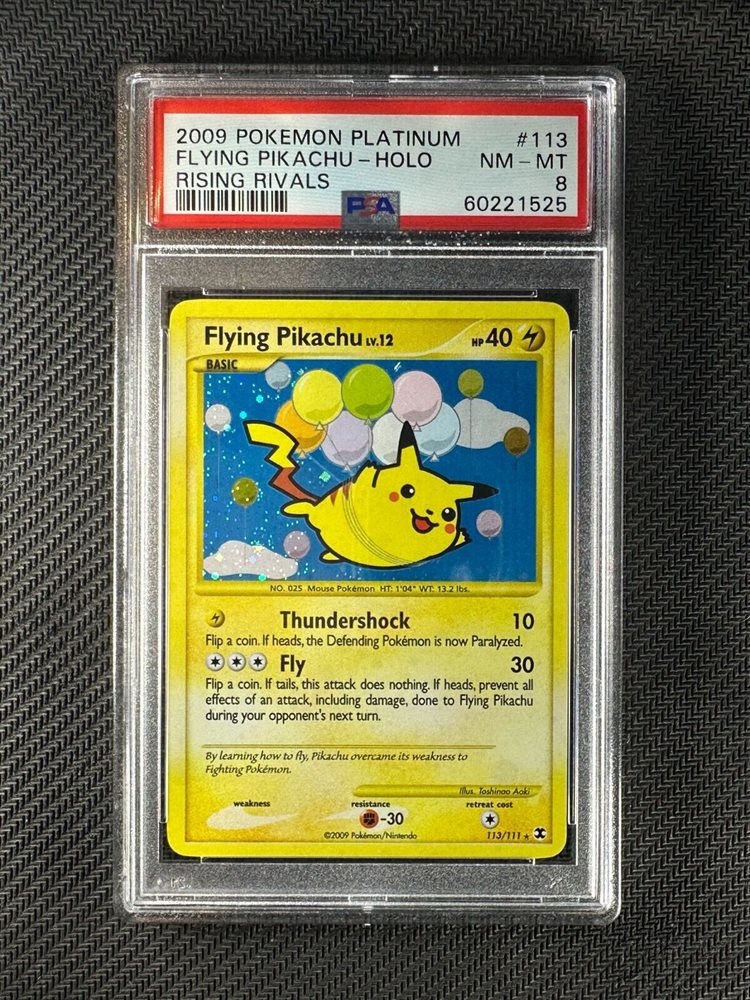 2009 POKEMON PLATINUM #113
FLYING PIKACHU - HOLO NM - MT
RISING RIVALS 8
PSA 60221525
Flying Pikachu LV.12 HP 40
BASIC
NO. 025 Mouse Pokémon HT: 1'04" WT: 13.2 lbs.
Thundershock 10
Flip a coin. If heads, the Defending Pokémon is now Paralyzed.
Fly 30
Flip a coin. If tails, this attack does nothing. If heads, prevent all
effects of an attack, including damage, done to Flying Pikachu
during your opponent's next turn.
By learning how to fly, Pikachu overcame its weakness to
Fighting Pokémon.
Illus. Toshinao Aoki
weakness resistance retreat cost
-30
©2009 Pokémon/Nintendo 113/111